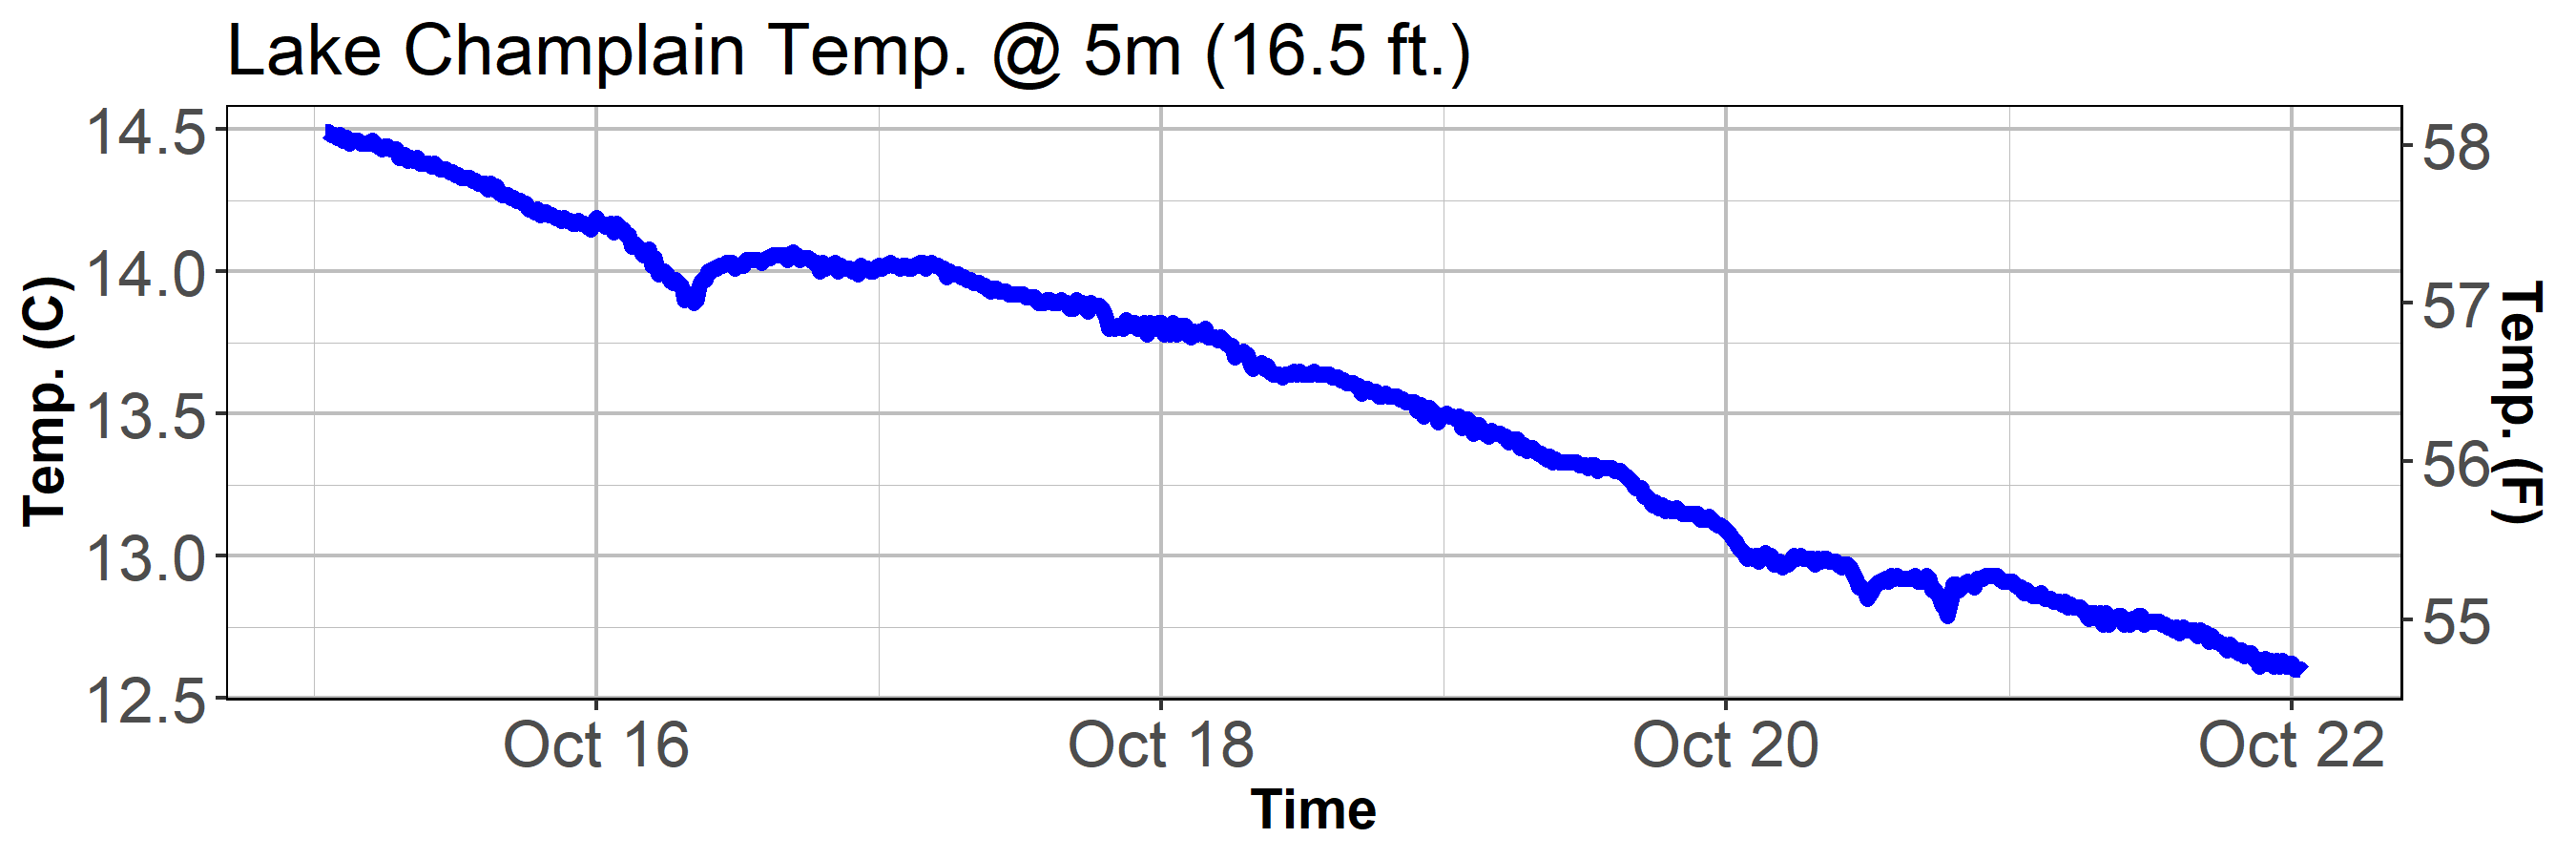 Lake Champlain Temp. @ 5m (16.5 ft.)
Temp. (C)
14.5
14.0
13.5
13.0
12.5
58
57
56
55
Temp. (F)
Oct 16 Oct 18 Oct 20 Oct 22
Time